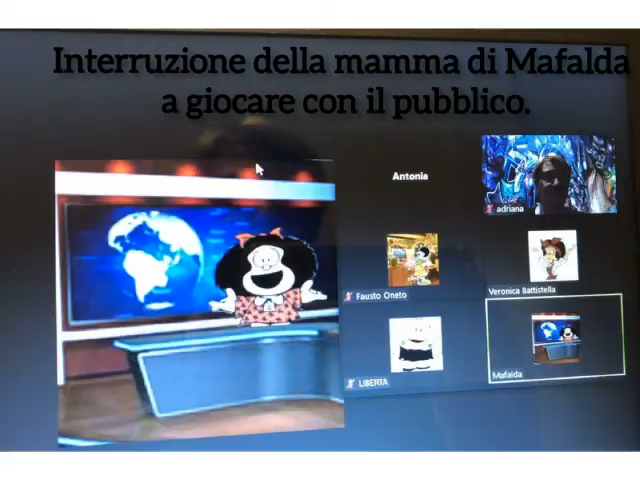 Interruzione della mamma di Mafalda
a giocare con il pubblico.
Antonia
adriana
Fausto Oneto
Veronica Battistella
LIBERTA
Mafalda